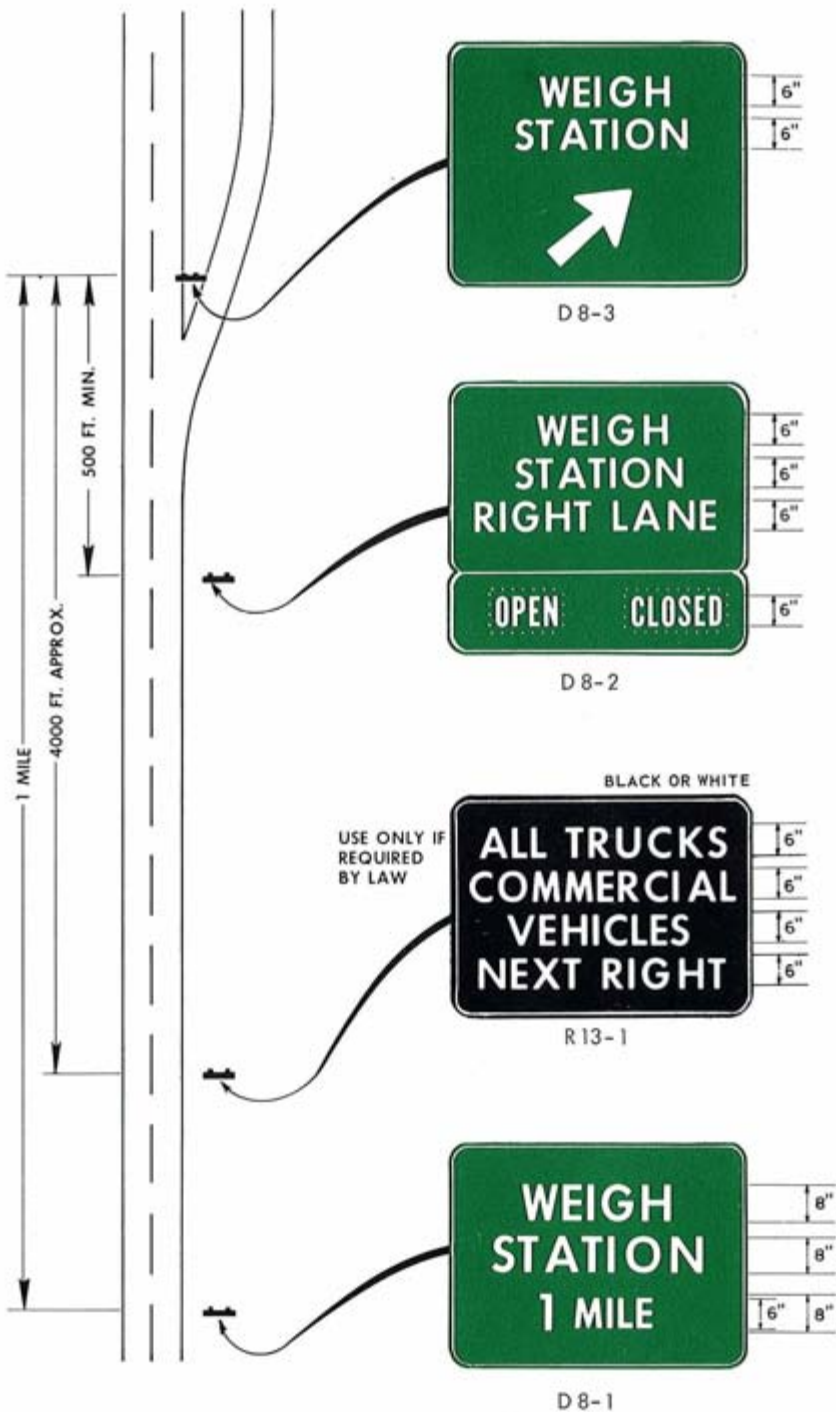 WEIGH
STATION
6"
6"
D 8-3
500 FT. MIN.
4000 FT. APPROX.
1 MILE
WEIGH
STATION
RIGHT LANE
OPEN CLOSED
6"
6"
6"
6"
D 8-2
BLACK OR WHITE
USE ONLY IF
REQUIRED
BY LAW
ALL TRUCKS
COMMERCIAL
VEHICLES
NEXT RIGHT
6"
6"
6"
6"
R 13-1
WEIGH
STATION
1 MILE
8"
8"
6" 8"
D 8-1